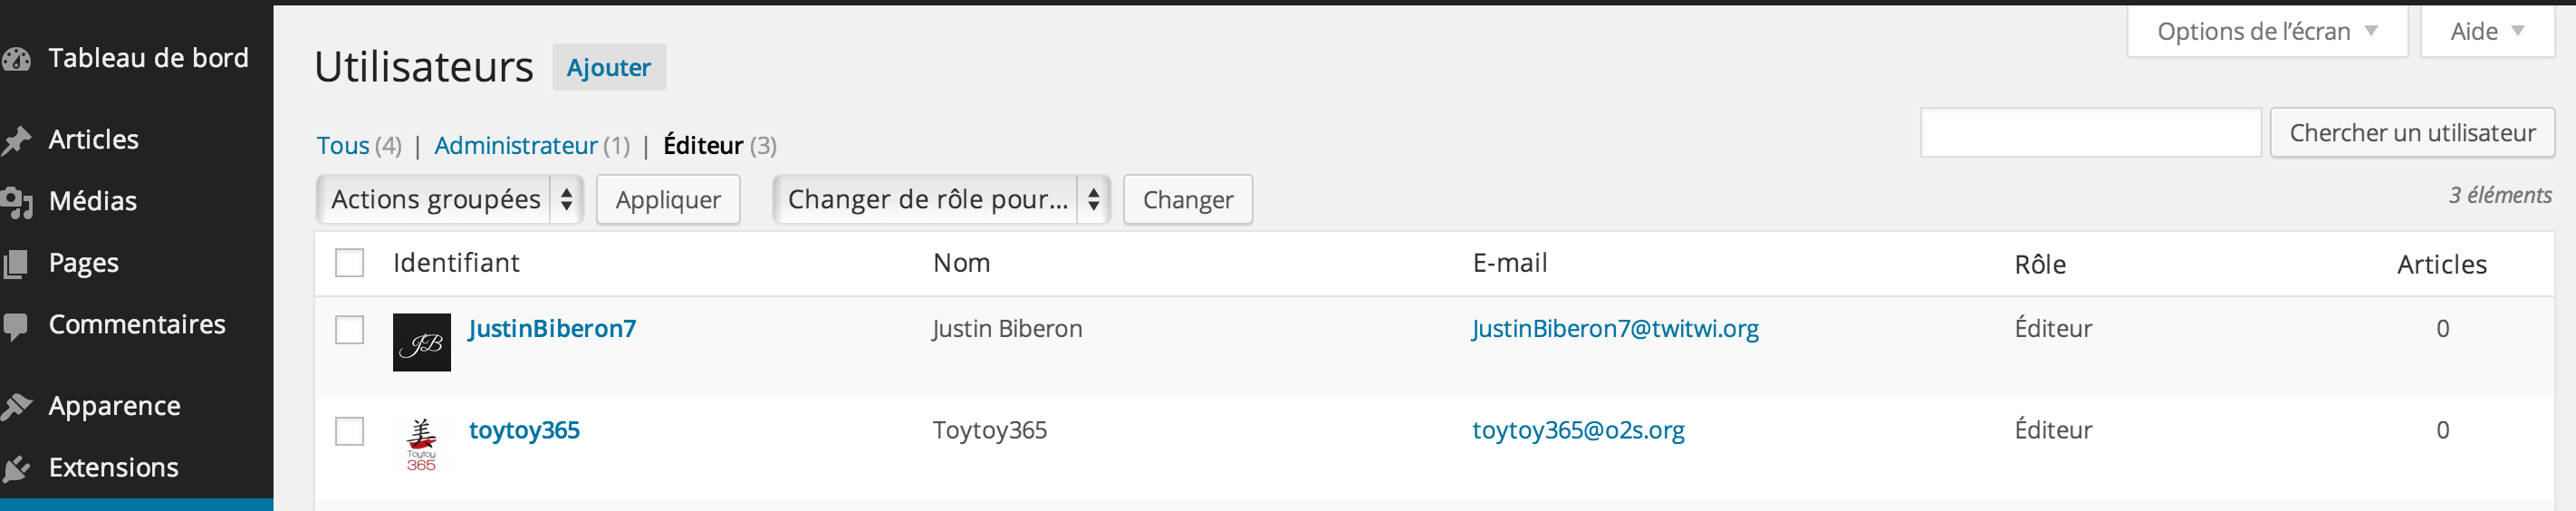 Tableau de bord
Articles
Médias
Pages
Commentaires
Apparence
Extensions
Options de l’écran
Aide
Utilisateurs Ajouter
Tous (4) | Administrateur (1) | Éditeur (3)
Chercher un utilisateur
Actions groupées Appliquer Changer de rôle pour... Changer
3 éléments
Identifiant Nom E-mail Rôle Articles
JB JustinBiberon7 Justin Biberon JustinBiberon7@twitwi.org Éditeur 0
美 toytoy365 Toytoy365 toytoy365@o2s.org Éditeur 0
Toytoy
365